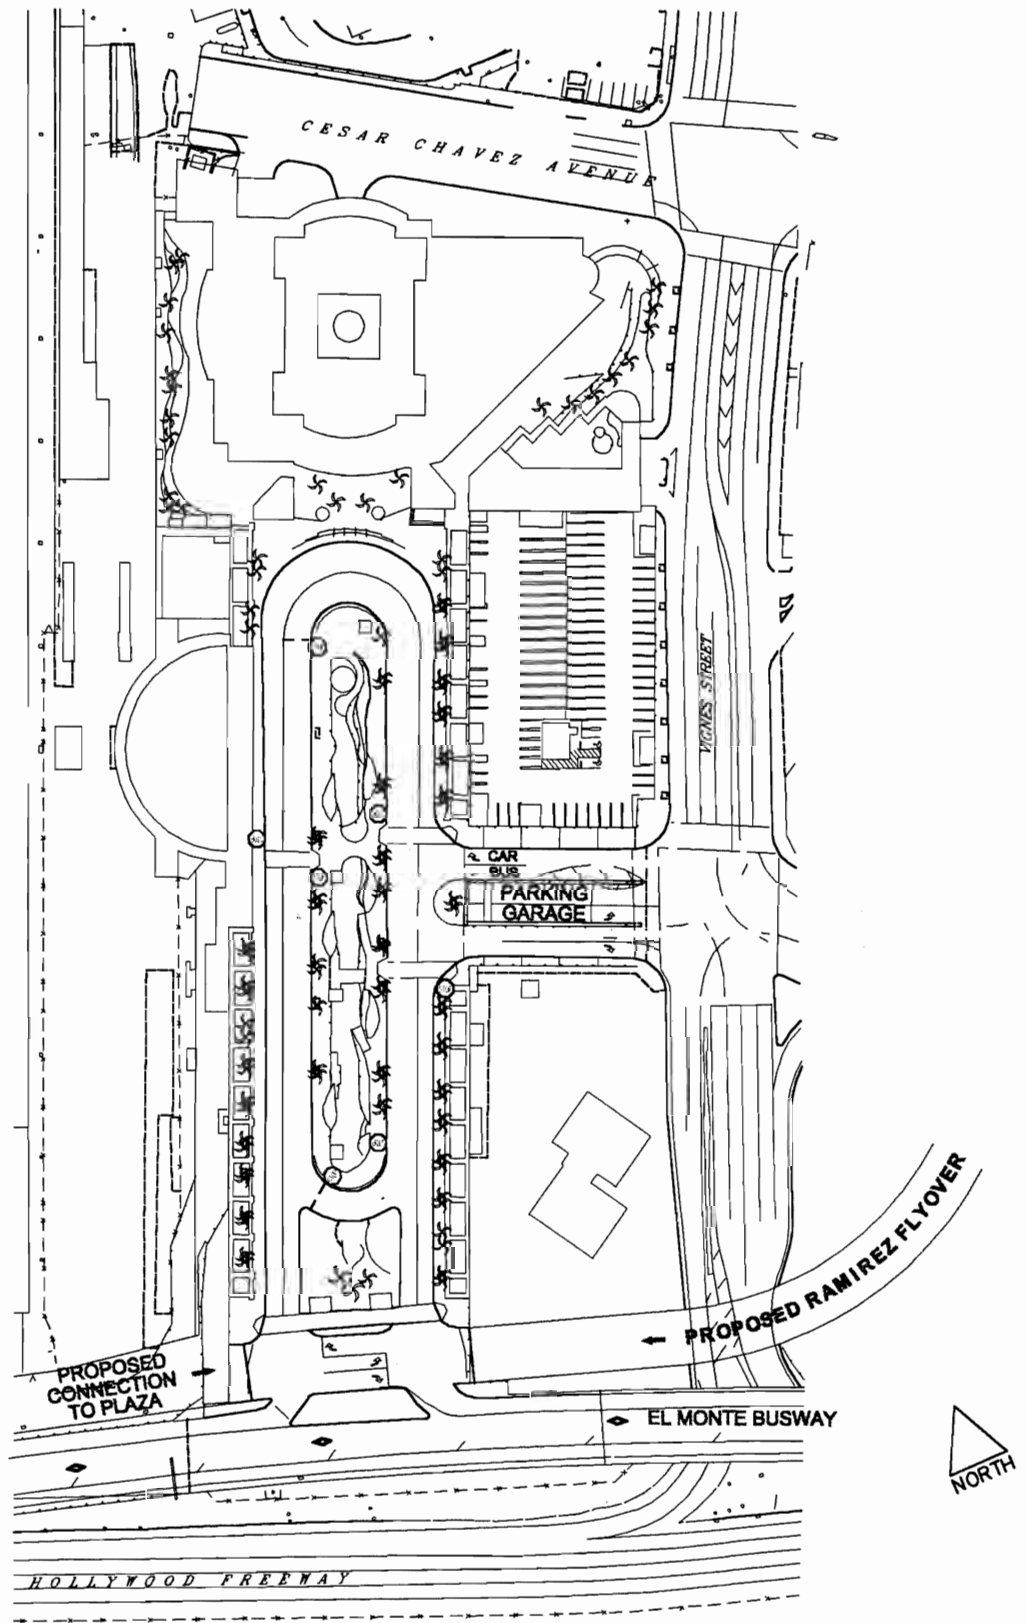 CESAR CHAVEZ AVENUE
VIGNES STREET
CAR
BUS
PARKING
GARAGE
PROPOSED RAMIREZ FLYOVER
PROPOSED
CONNECTION
TO PLAZA
EL MONTE BUSWAY
NORTH
HOLLYWOOD FREEWAY